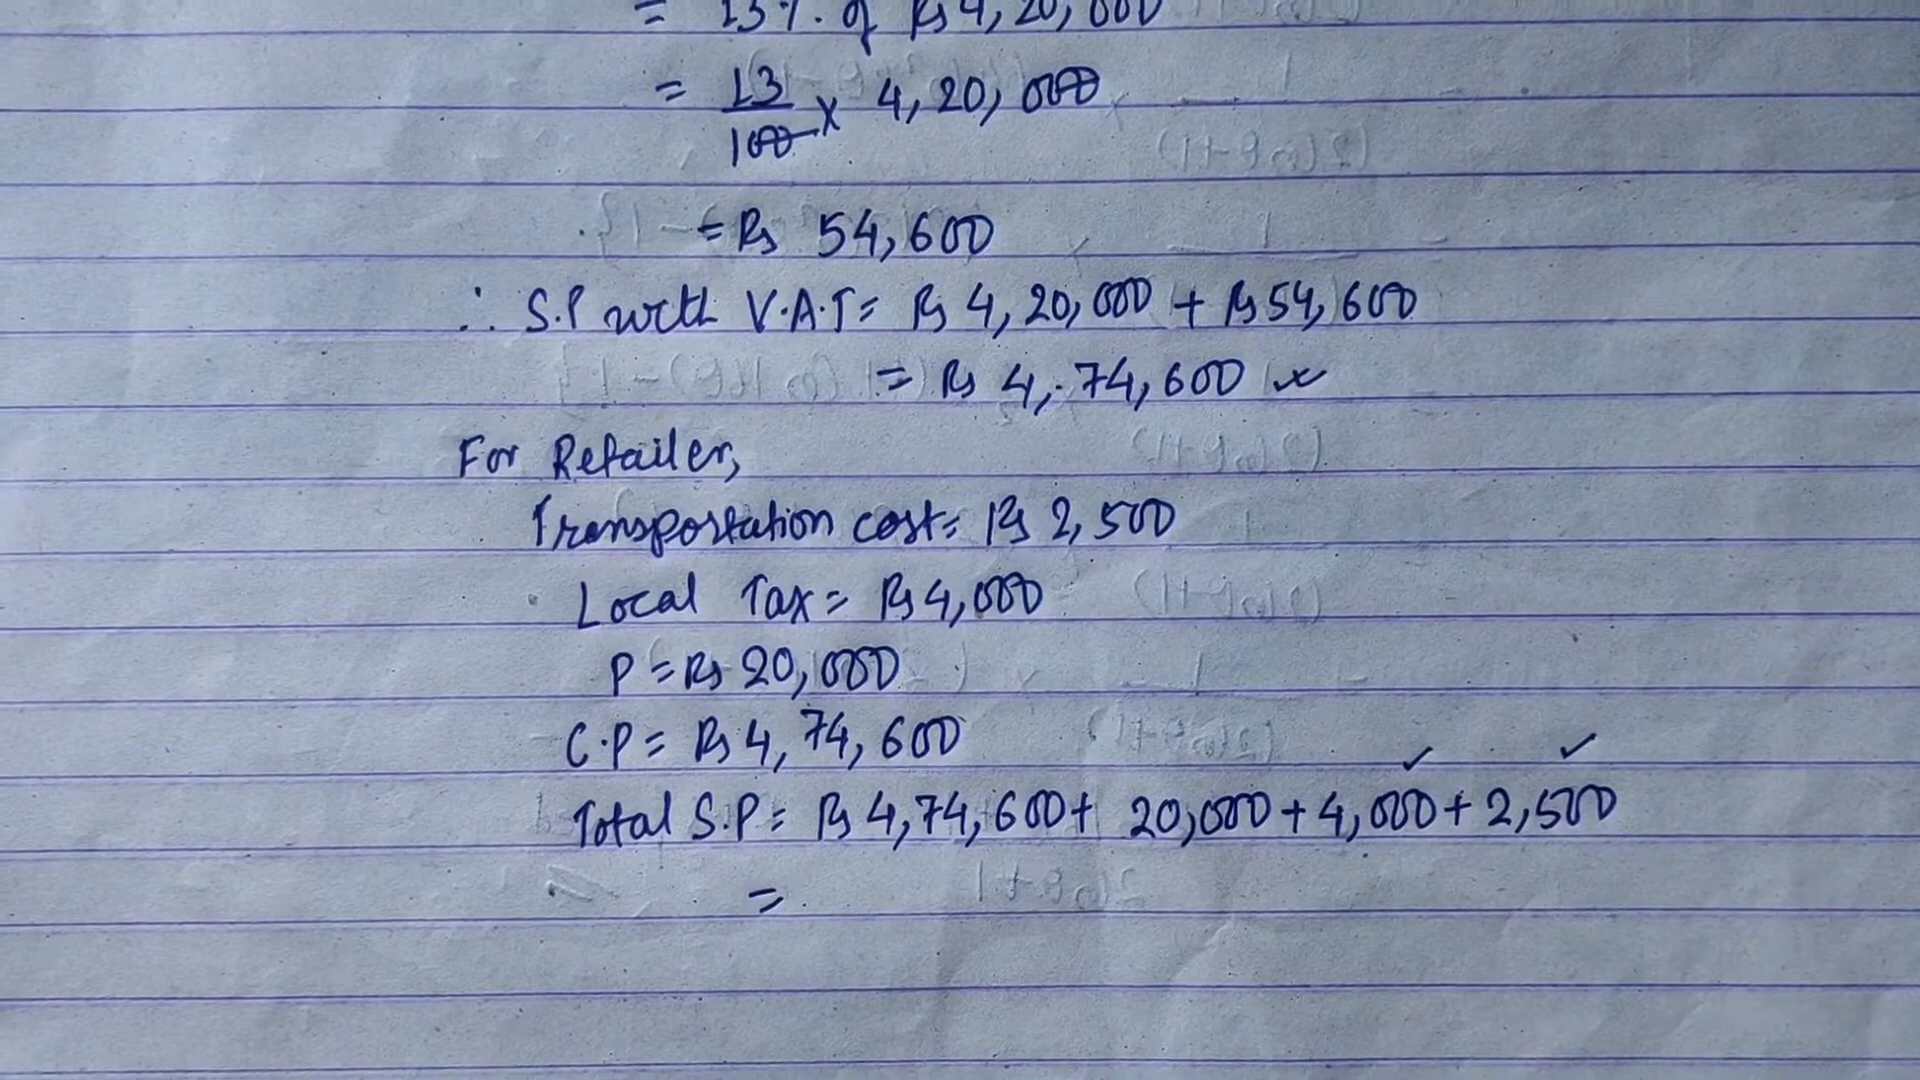 = 13%. of Rs 4,20,000
= 13/100 × 4,20,000
= Rs 54,600
∴ S.P with V.A.T = Rs 4,20,000 + Rs 54,600
= Rs 4,74,600
For Retailer,
Transportation cost = Rs 2,500
Local Tax = Rs 4,000
P = Rs 20,000
C.P = Rs 4,74,600
Total S.P = Rs 4,74,600 + 20,000 + 4,000 + 2,500
=